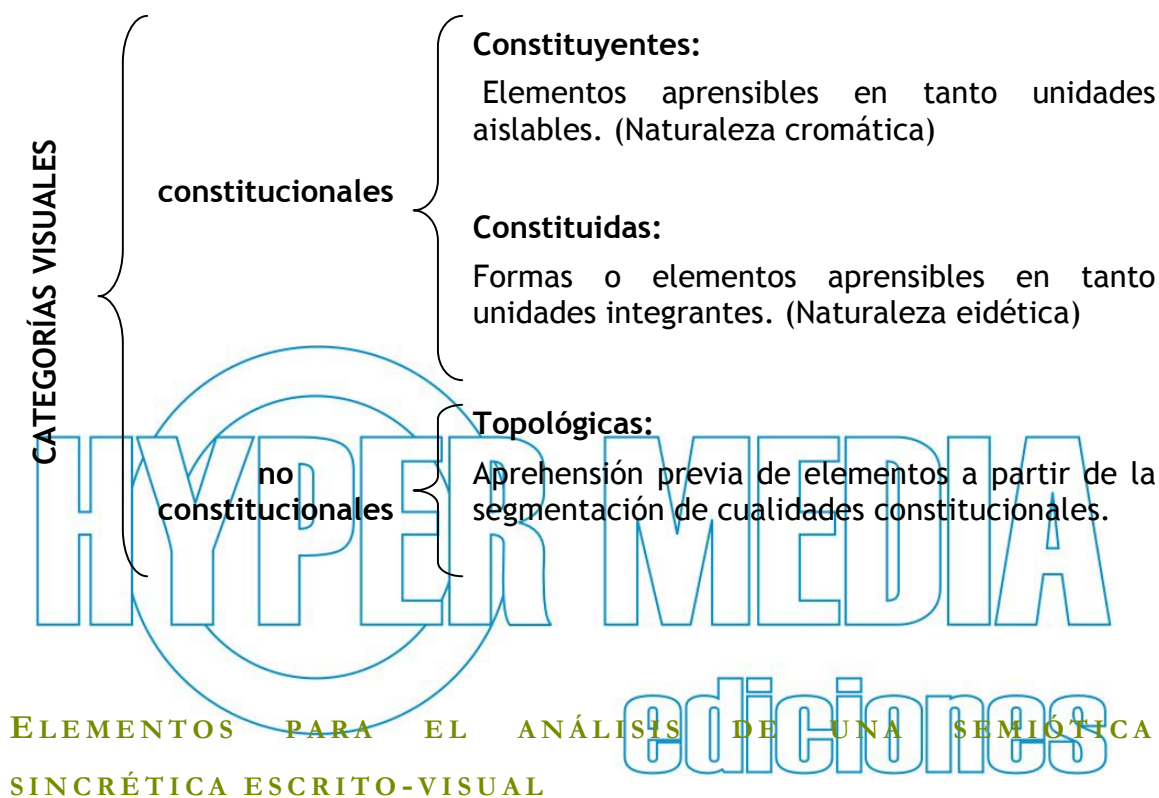 CATEGORÍAS VISUALES
constitucionales
Constituyentes:
Elementos aprensibles en tanto unidades
aislables. (Naturaleza cromática)
Constituidas:
Formas o elementos aprensibles en tanto
unidades integrantes. (Naturaleza eidética)
no
constitucionales
Topológicas:
Aprehensión previa de elementos a partir de la
segmentación de cualidades constitucionales.
HYPER MEDIA
ediciones
ELEMENTOS PARA EL ANÁLISIS DE UNA SEMIÓTICA
SINCRÉTICA ESCRITO-VISUAL